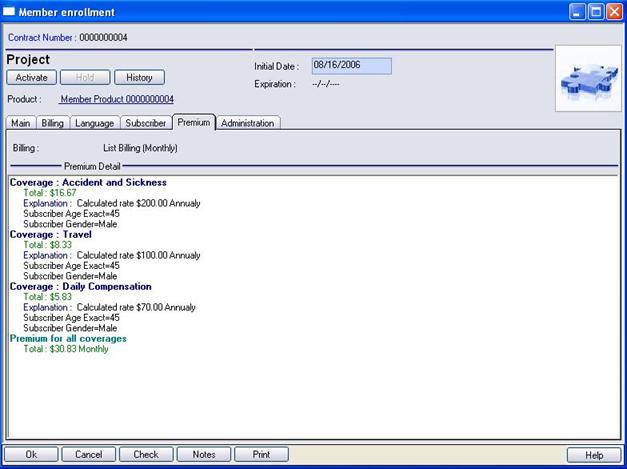 Member enrollment
Contract Number : 0000000004
Project
Initial Date : 08/16/2006
Activate Hold History
Expiration : --/--/----
Product : Member Product 0000000004
Main Billing Language Subscriber Premium Administration
Billing : List Billing (Monthly)
Premium Detail
Coverage : Accident and Sickness
Total : $16.67
Explanation : Calculated rate $200.00 Annualy
Subscriber Age Exact=45
Subscriber Gender=Male
Coverage : Travel
Total : $8.33
Explanation : Calculated rate $100.00 Annualy
Subscriber Age Exact=45
Subscriber Gender=Male
Coverage : Daily Compensation
Total : $5.83
Explanation : Calculated rate $70.00 Annualy
Subscriber Age Exact=45
Subscriber Gender=Male
Premium for all coverages
Total : $30.83 Monthly
Ok Cancel Check Notes Print Help